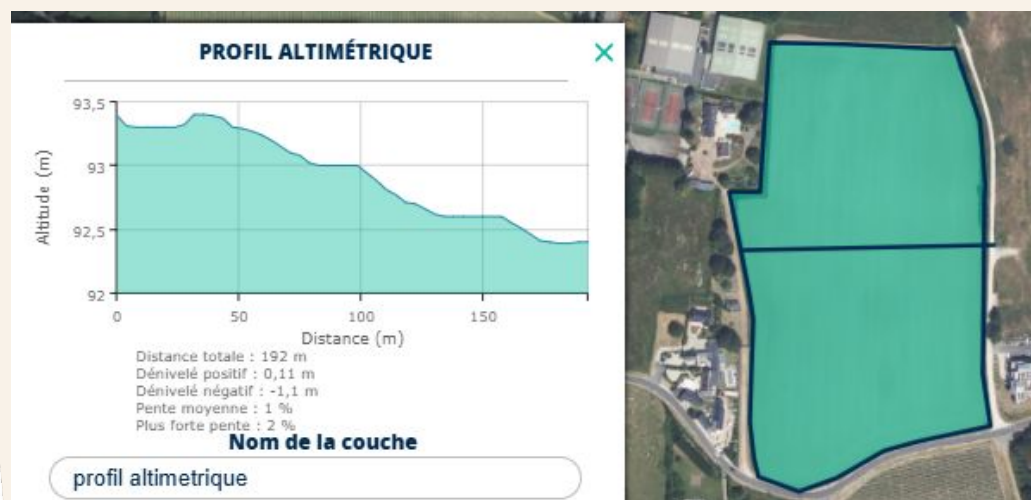 PROFIL ALTIMÉTRIQUE
93,5
93
92,5
92
Altitude (m)
0 50 100 150
Distance (m)
Distance totale : 192 m
Dénivelé positif : 0,11 m
Dénivelé négatif : -1,1 m
Pente moyenne : 1 %
Plus forte pente : 2 %
Nom de la couche
profil altimetrique